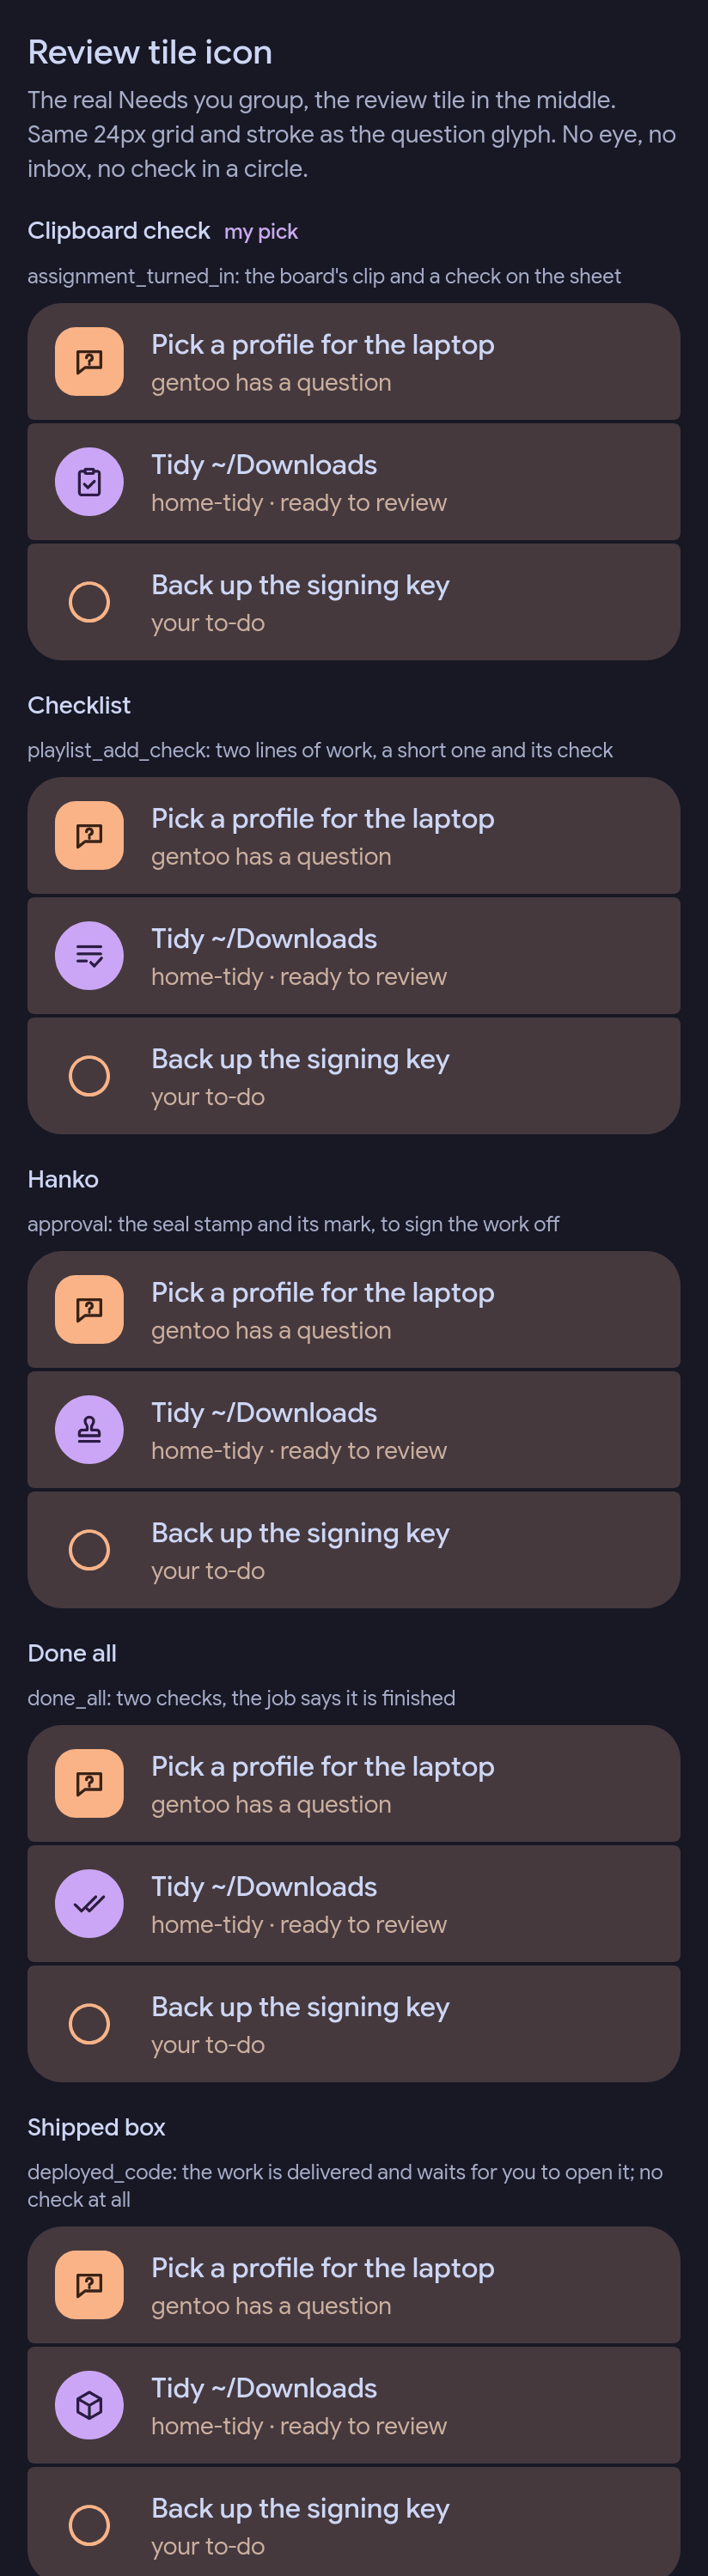 Review tile icon
The real Needs you group, the review tile in the middle.
Same 24px grid and stroke as the question glyph. No eye, no
inbox, no check in a circle.
Clipboard check my pick
assignment_turned_in: the board's clip and a check on the sheet
Pick a profile for the laptop
gentoo has a question
Tidy ~/Downloads
home-tidy · ready to review
Back up the signing key
your to-do
Checklist
playlist_add_check: two lines of work, a short one and its check
Pick a profile for the laptop
gentoo has a question
Tidy ~/Downloads
home-tidy · ready to review
Back up the signing key
your to-do
Hanko
approval: the seal stamp and its mark, to sign the work off
Pick a profile for the laptop
gentoo has a question
Tidy ~/Downloads
home-tidy · ready to review
Back up the signing key
your to-do
Done all
done_all: two checks, the job says it is finished
Pick a profile for the laptop
gentoo has a question
Tidy ~/Downloads
home-tidy · ready to review
Back up the signing key
your to-do
Shipped box
deployed_code: the work is delivered and waits for you to open it; no
check at all
Pick a profile for the laptop
gentoo has a question
Tidy ~/Downloads
home-tidy · ready to review
Back up the signing key
your to-do